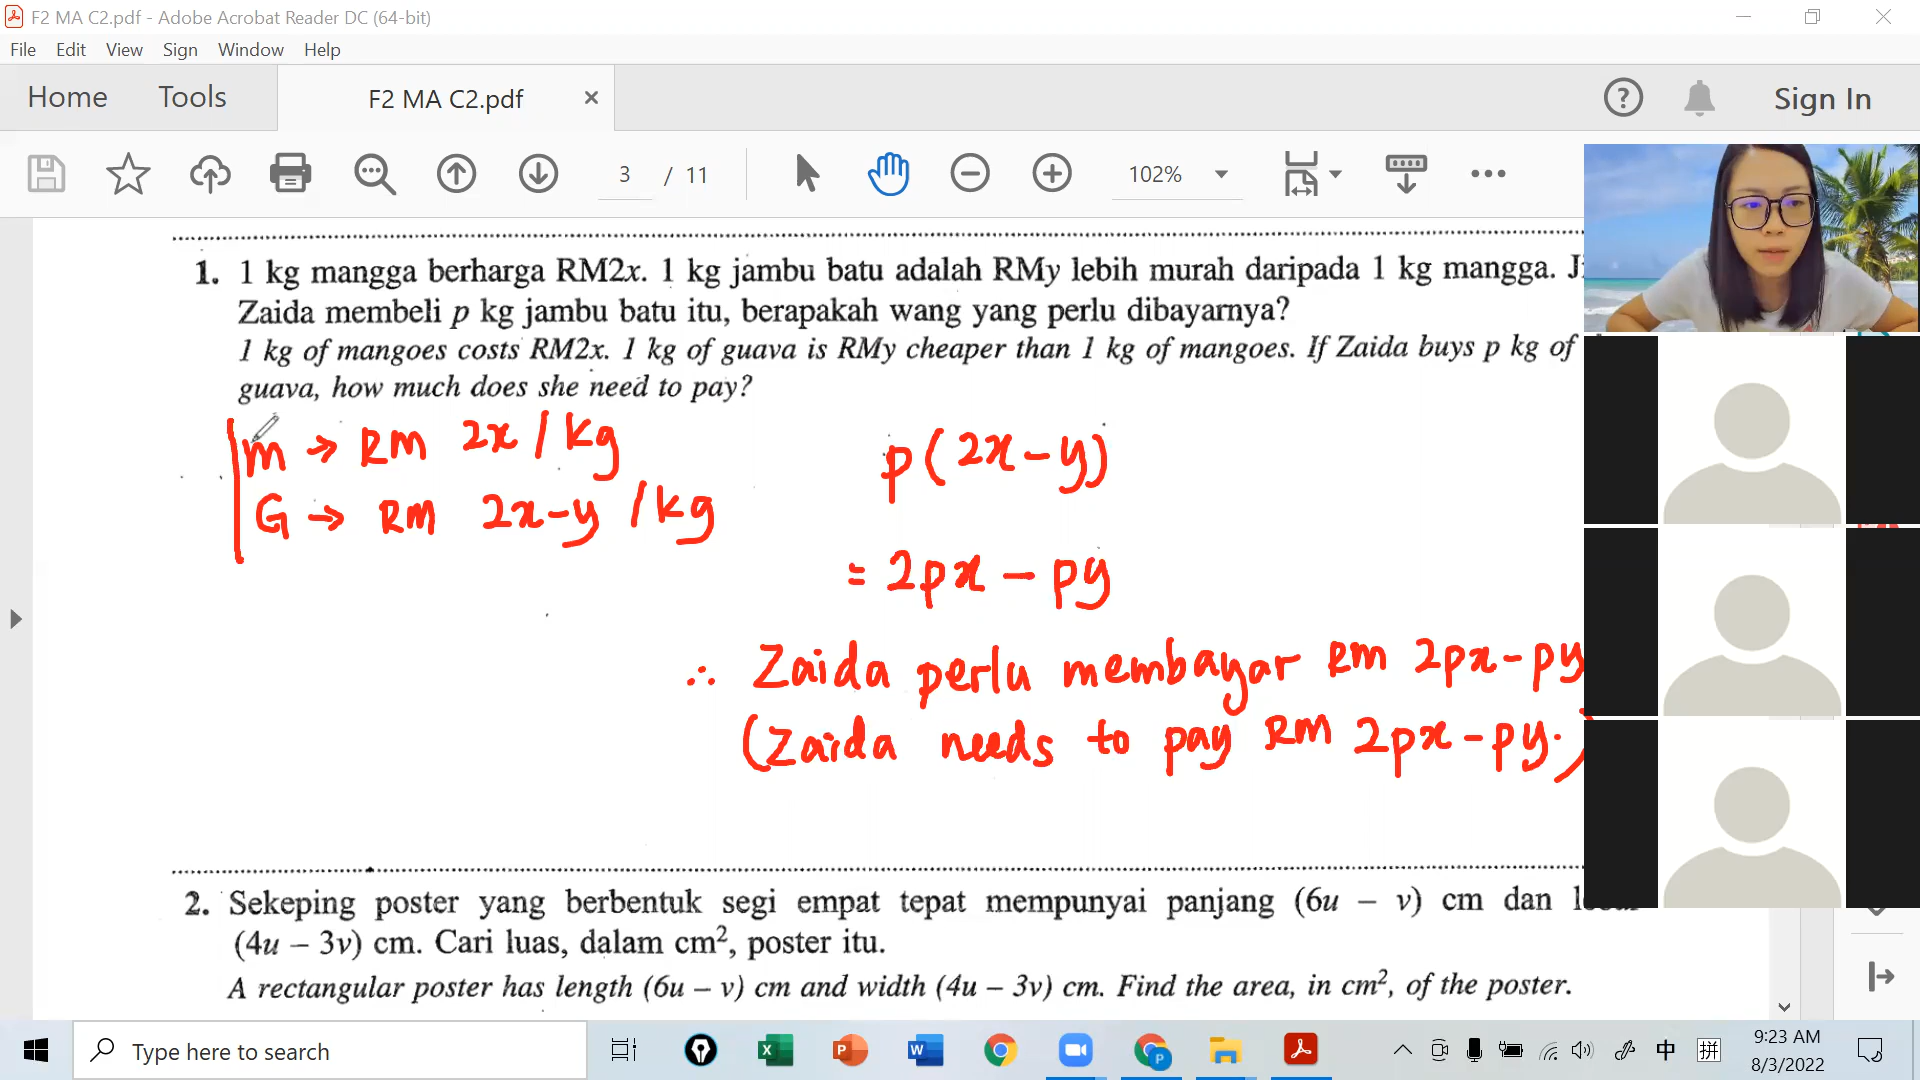 F2 MA C2.pdf - Adobe Acrobat Reader DC (64-bit)
File Edit View Sign Window Help
Home Tools F2 MA C2.pdf × Sign In
3 / 11 102%
1. 1 kg mangga berharga RM2x. 1 kg jambu batu adalah RMy lebih murah daripada 1 kg mangga.
Zaida membeli p kg jambu batu itu, berapakah wang yang perlu dibayarnya?
1 kg of mangoes costs RM2x. 1 kg of guava is RMy cheaper than 1 kg of mangoes. If Zaida buys p kg of
guava, how much does she need to pay?
m → RM 2x / kg
G → RM 2x-y / kg
p(2x-y)
= 2px - py
∴ Zaida perlu membayar RM 2px-py
(Zaida needs to pay RM 2px-py.)
2. Sekeping poster yang berbentuk segi empat tepat mempunyai panjang (6u – v) cm dan
(4u – 3v) cm. Cari luas, dalam cm², poster itu.
A rectangular poster has length (6u – v) cm and width (4u – 3v) cm. Find the area, in cm², of the poster.
Type here to search
中 拼
9:23 AM
8/3/2022